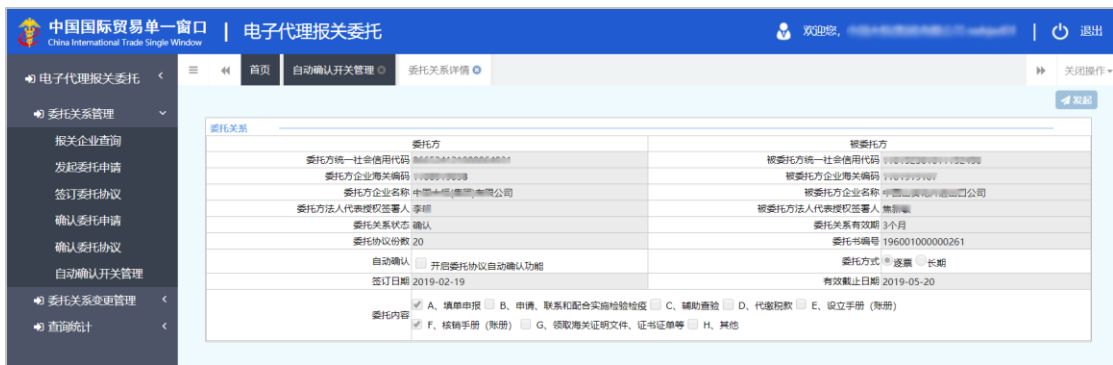 中国国际贸易单一窗口 | 电子代理报关委托 欢迎您, 退出
China International Trade Single Window
电子代理报关委托 首页 自动确认开关管理 委托关系详情 关闭操作
发起
委托关系管理
报关企业查询
发起委托申请
签订委托协议
确认委托申请
确认委托协议
自动确认开关管理
委托关系变更管理
查询统计
委托关系
委托方 被委托方
委托方统一社会信用代码 被委托方统一社会信用代码
委托方企业海关编码 被委托方企业海关编码
委托方企业名称 中国 公司 被委托方企业名称 公司
委托方法人代表授权签署人 李 被委托方法人代表授权签署人 焦
委托关系状态 确认 委托关系有效期 3个月
委托协议份数 20 委托书编号 196001000000261
自动确认 开启委托协议自动确认功能 委托方式 逐票 长期
签订日期 2019-02-19 有效截止日期 2019-05-20
委托内容 A、填单申报 B、申请、联系和配合实施检验检疫 C、辅助查验 D、代缴税款 E、设立手册（账册）
F、核销手册（账册） G、领取海关证明文件、证书证单等 H、其他